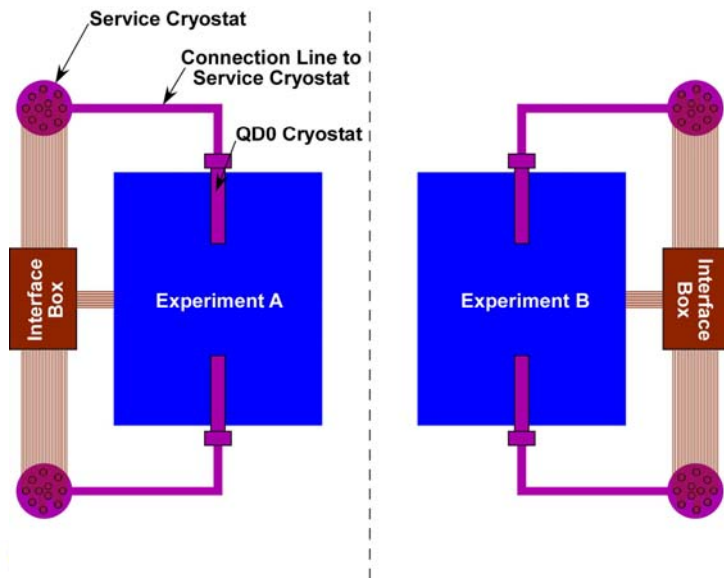 Service Cryostat
Connection Line to
Service Cryostat
QD0 Cryostat
Interface
Box
Experiment A
Experiment B
Interface
Box